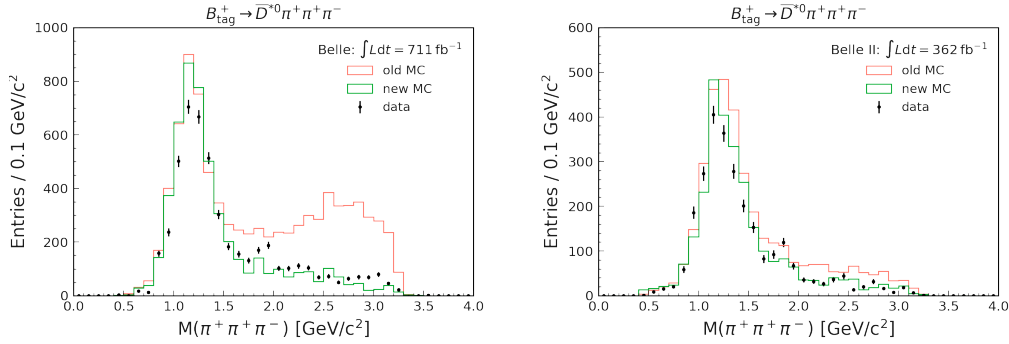 B⁺_tag → D̅*⁰π⁺π⁺π⁻
Entries / 0.1 GeV/c²
1000
800
600
400
200
0
Belle: ∫Ldt = 711 fb⁻¹
old MC
new MC
data
0.0 0.5 1.0 1.5 2.0 2.5 3.0 3.5 4.0
M(π⁺π⁺π⁻) [GeV/c²]
B⁺_tag → D̅*⁰π⁺π⁺π⁻
Entries / 0.1 GeV/c²
600
500
400
300
200
100
0
Belle II: ∫Ldt = 362 fb⁻¹
old MC
new MC
data
0.0 0.5 1.0 1.5 2.0 2.5 3.0 3.5 4.0
M(π⁺π⁺π⁻) [GeV/c²]